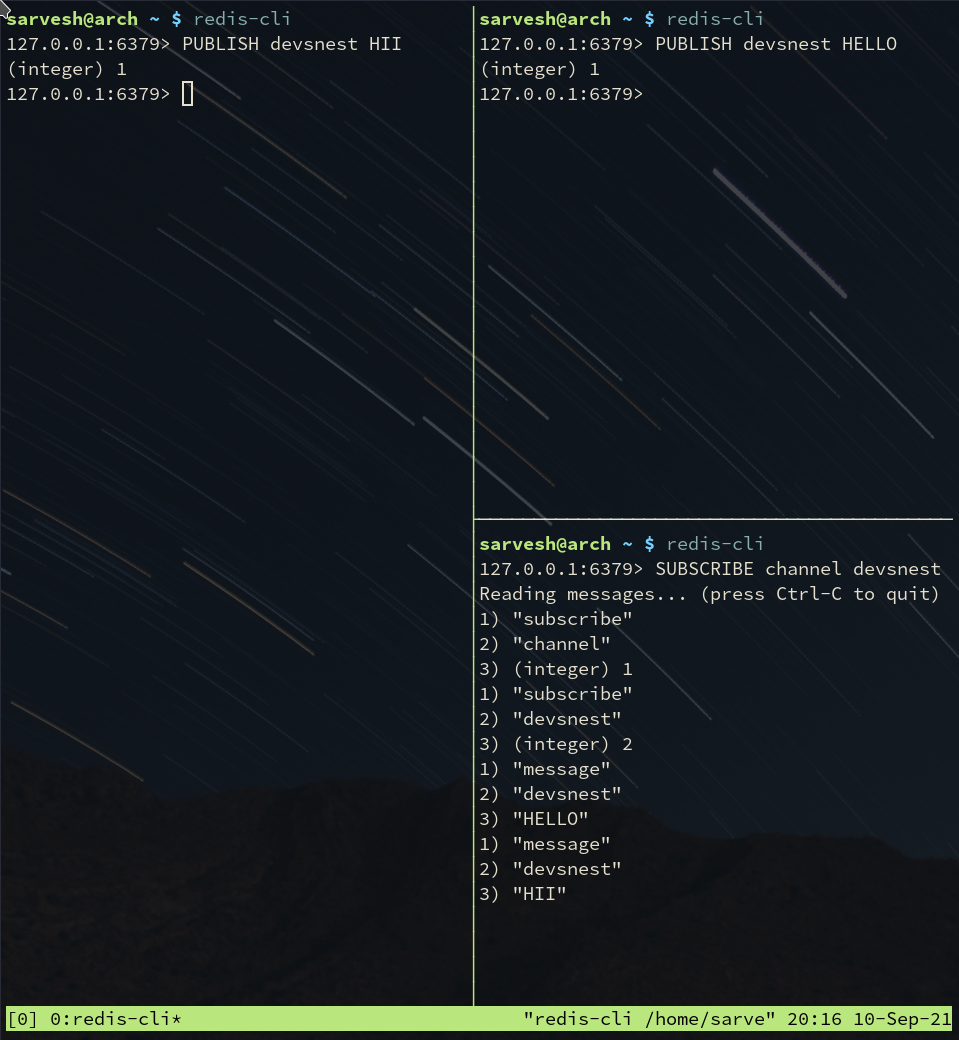 sarvesh@arch ~ $ redis-cli
127.0.0.1:6379> PUBLISH devsnest HII
(integer) 1
127.0.0.1:6379>
sarvesh@arch ~ $ redis-cli
127.0.0.1:6379> PUBLISH devsnest HELLO
(integer) 1
127.0.0.1:6379>
sarvesh@arch ~ $ redis-cli
127.0.0.1:6379> SUBSCRIBE channel devsnest
Reading messages... (press Ctrl-C to quit)
1) "subscribe"
2) "channel"
3) (integer) 1
1) "subscribe"
2) "devsnest"
3) (integer) 2
1) "message"
2) "devsnest"
3) "HELLO"
1) "message"
2) "devsnest"
3) "HII"
[0] 0:redis-cli* "redis-cli /home/sarve" 20:16 10-Sep-21